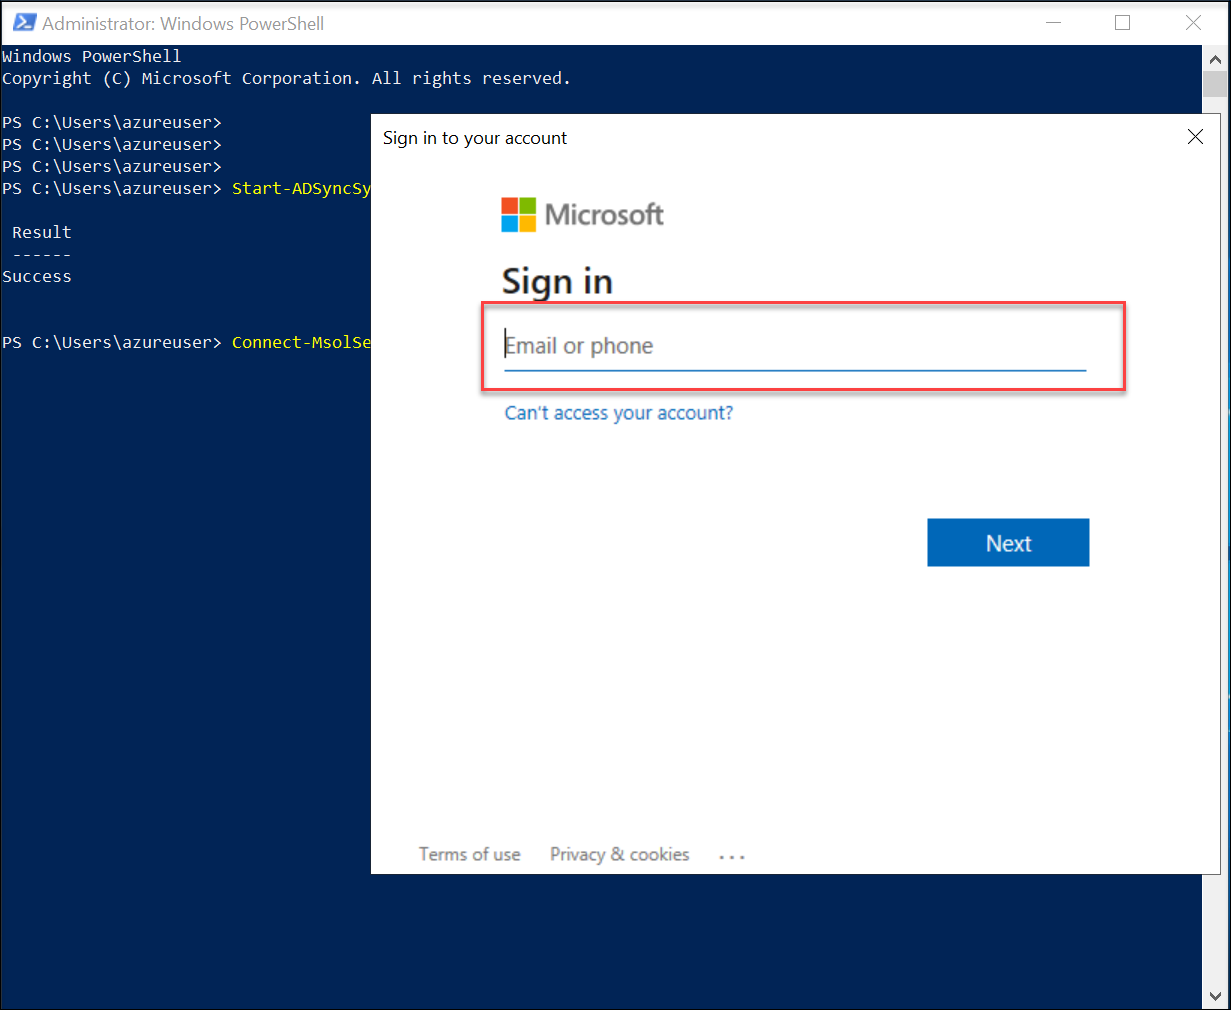 Administrator: Windows PowerShell
Windows PowerShell
Copyright (C) Microsoft Corporation. All rights reserved.
PS C:\Users\azureuser>
PS C:\Users\azureuser>
PS C:\Users\azureuser>
PS C:\Users\azureuser> Start-ADSyncSy
Result
------
Success
PS C:\Users\azureuser> Connect-MsolSe
Sign in to your account
Microsoft
Sign in
Email or phone
Can't access your account?
Next
Terms of use Privacy & cookies ...